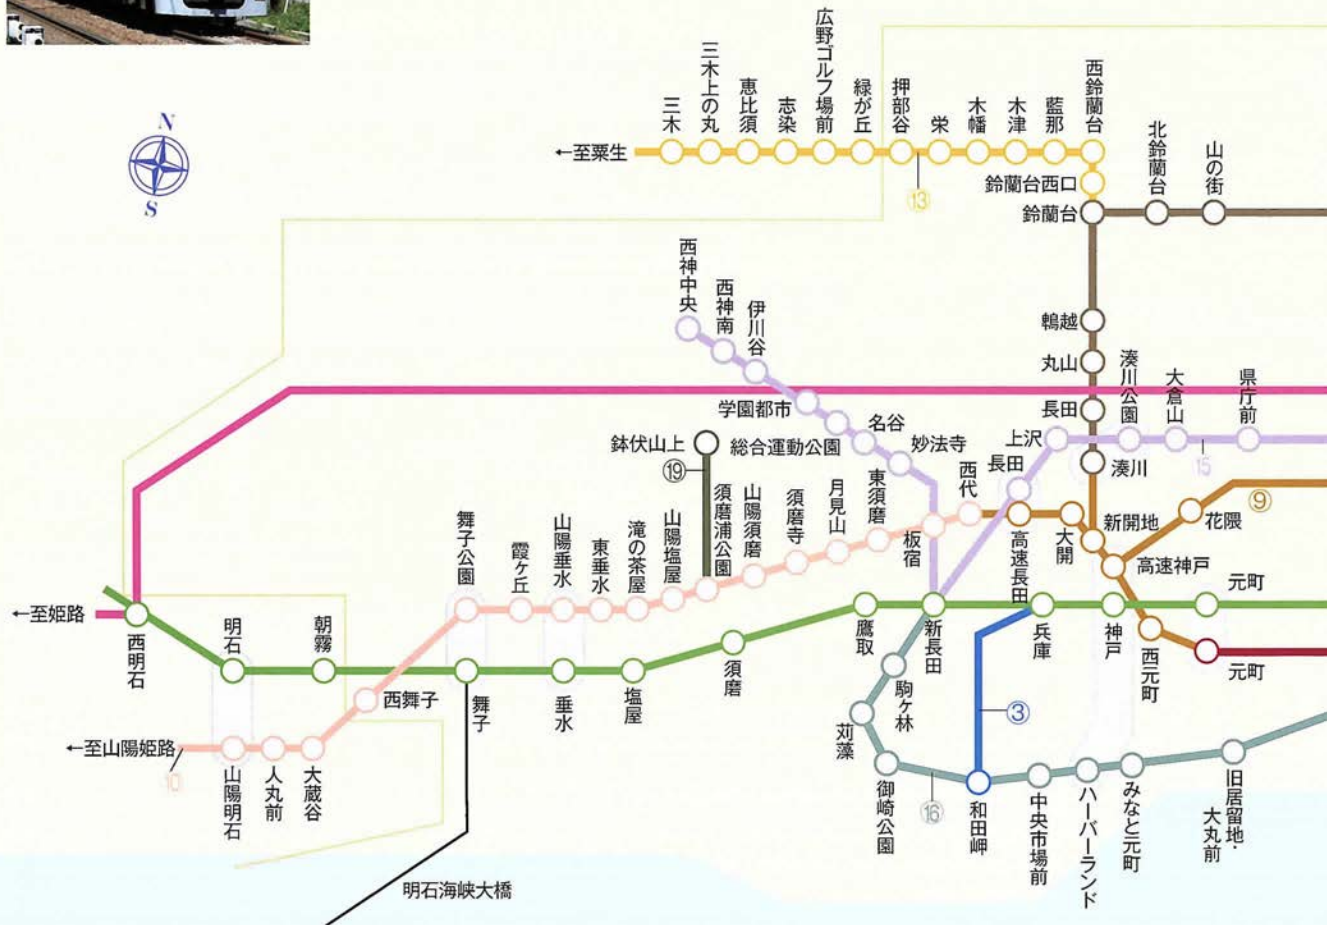 N
S
←至粟生
三木
三木上の丸
恵比須
志染
広野ゴルフ場前
緑が丘
押部谷
栄
木幡
木津
藍那
西鈴蘭台
⑬
鈴蘭台西口
鈴蘭台
北鈴蘭台
山の街
西神中央
西神南
伊川谷
学園都市
総合運動公園
名谷
妙法寺
鵯越
丸山
長田
湊川
湊川公園
大倉山
県庁前
上沢
長田
⑮
鉢伏山上
⑲
舞子公園
霞ヶ丘
山陽垂水
東垂水
滝の茶屋
山陽塩屋
須磨浦公園
山陽須磨
須磨寺
月見山
東須磨
板宿
西代
高速長田
大開
新開地
高速神戸
花隈
⑨
西元町
元町
←至姫路
西明石
明石
朝霧
舞子
垂水
塩屋
須磨
鷹取
新長田
兵庫
神戸
元町
③
←至山陽姫路
⑩
山陽明石
人丸前
大蔵谷
西舞子
駒ヶ林
苅藻
御崎公園
⑯
和田岬
中央市場前
ハーバーランド
みなと元町
旧居留地・
大丸前
明石海峡大橋